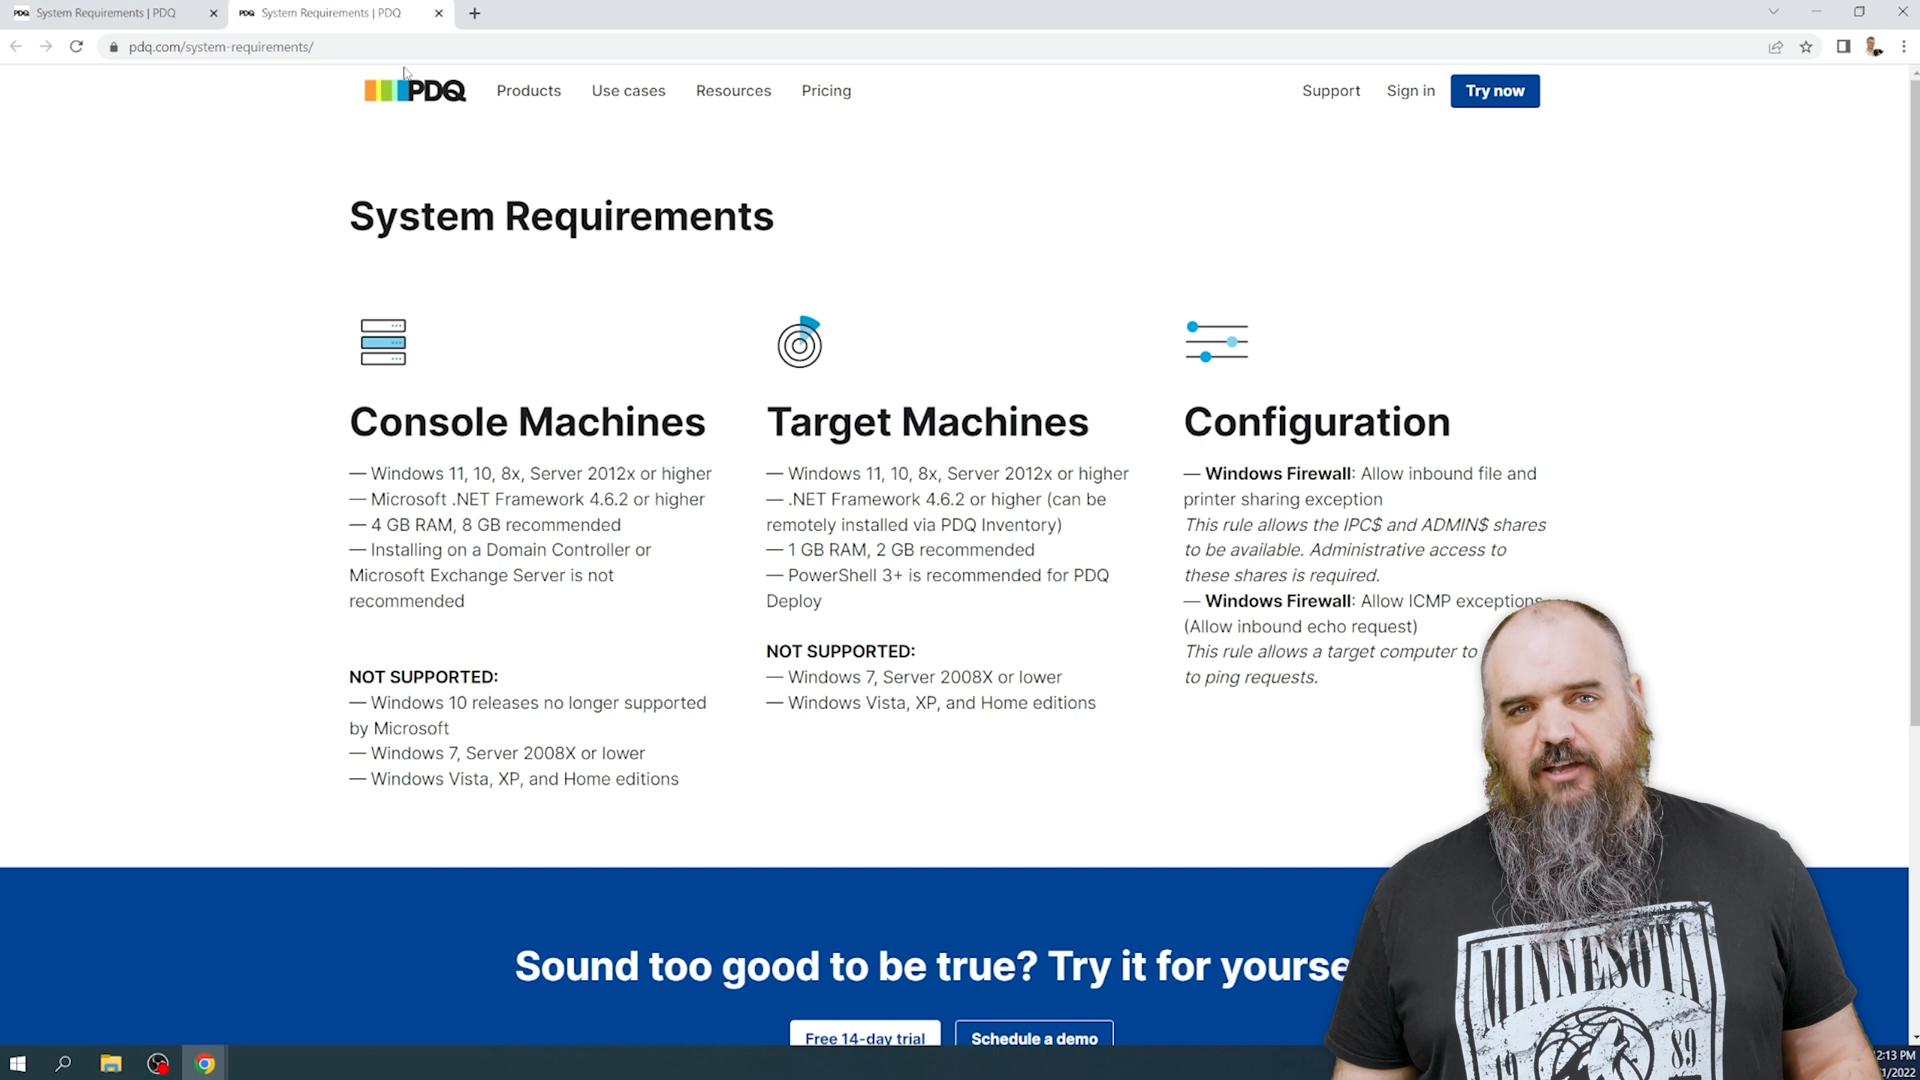 PDQ System Requirements | PDQ
PDQ System Requirements | PDQ
pdq.com/system-requirements/
PDQ Products Use cases Resources Pricing Support Sign in Try now
System Requirements
Console Machines
— Windows 11, 10, 8x, Server 2012x or higher
— Microsoft .NET Framework 4.6.2 or higher
— 4 GB RAM, 8 GB recommended
— Installing on a Domain Controller or
Microsoft Exchange Server is not
recommended
NOT SUPPORTED:
— Windows 10 releases no longer supported
by Microsoft
— Windows 7, Server 2008X or lower
— Windows Vista, XP, and Home editions
Target Machines
— Windows 11, 10, 8x, Server 2012x or higher
— .NET Framework 4.6.2 or higher (can be
remotely installed via PDQ Inventory)
— 1 GB RAM, 2 GB recommended
— PowerShell 3+ is recommended for PDQ
Deploy
NOT SUPPORTED:
— Windows 7, Server 2008X or lower
— Windows Vista, XP, and Home editions
Configuration
— Windows Firewall: Allow inbound file and
printer sharing exception
This rule allows the IPC$ and ADMIN$ shares
to be available. Administrative access to
these shares is required.
— Windows Firewall: Allow ICMP exceptions
(Allow inbound echo request)
This rule allows a target computer to
to ping requests.
Sound too good to be true? Try it for yourse
Free 14-day trial Schedule a demo
MINNESOTA
19 89
2:13 PM
1/2022